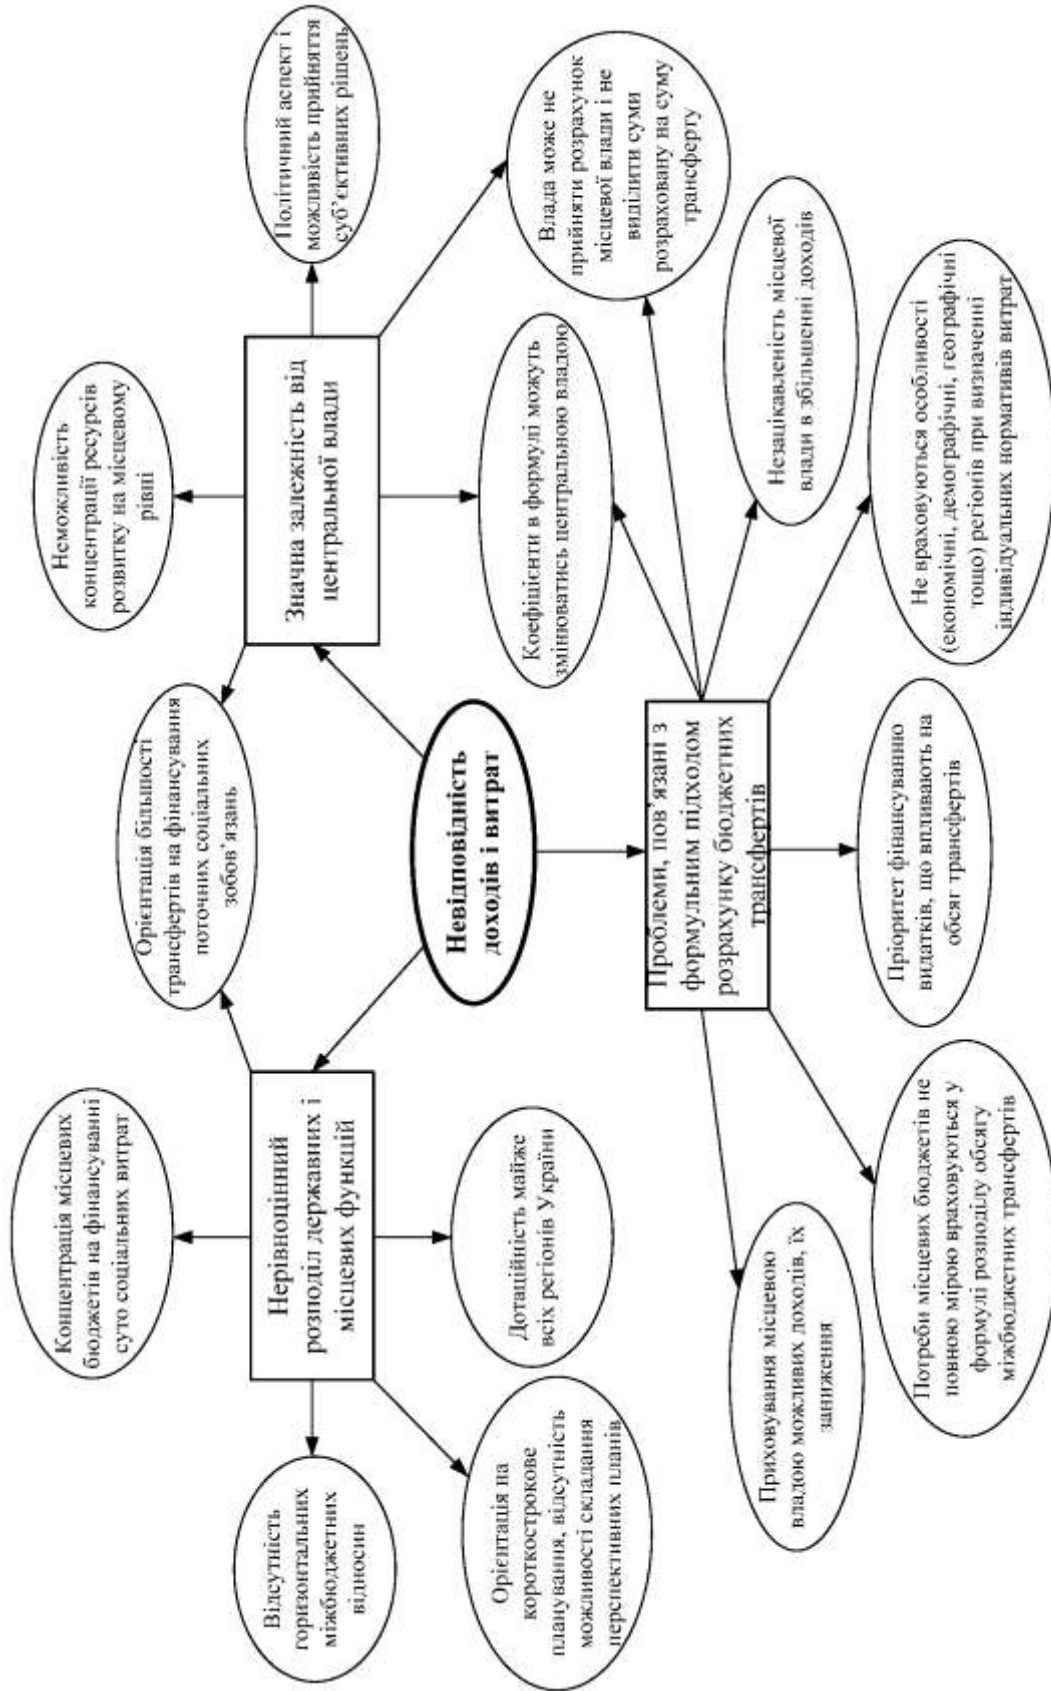 Концентрація місцевих
бюджетів на фінансуванні
суто соціальних витрат
Орієнтація більшості
трансфертів на фінансування
поточних соціальних
зобов’язань
Неможливість
концентрації ресурсів
розвитку на місцевому
рівні
Відсутність
горизонтальних
міжбюджетних
відносин
Нерівноцінний
розподіл державних і
місцевих функцій
Значна залежність від
центральної влади
Політичний аспект і
можливість прийняття
суб’єктивних рішень
Орієнтація на
короткострокове
планування, відсутність
можливості складання
перспективних планів
Дотаційність майже
всіх регіонів України
Невідповідність
доходів і витрат
Коефіцієнти в формулі можуть
змінюватись центральною владою
Влада може не
прийняти розрахунок
місцевої влади і не
виділити суми
розраховану на суму
трансферту
Проблеми, пов’язані з
формульним підходом
розрахунку бюджетних
трансфертів
Приховування місцевою
владою можливих доходів, їх
заниження
Незацікавленість місцевої
влади в збільшенні доходів
Потреби місцевих бюджетів не
повною мірою враховуються у
формулі розподілу обсягу
міжбюджетних трансфертів
Пріоритет фінансуванню
видатків, що впливають на
обсяг трансфертів
Не враховуються особливості
(економічні, демографічні, географічні
тощо) регіонів при визначенні
індивідуальних нормативів витрат